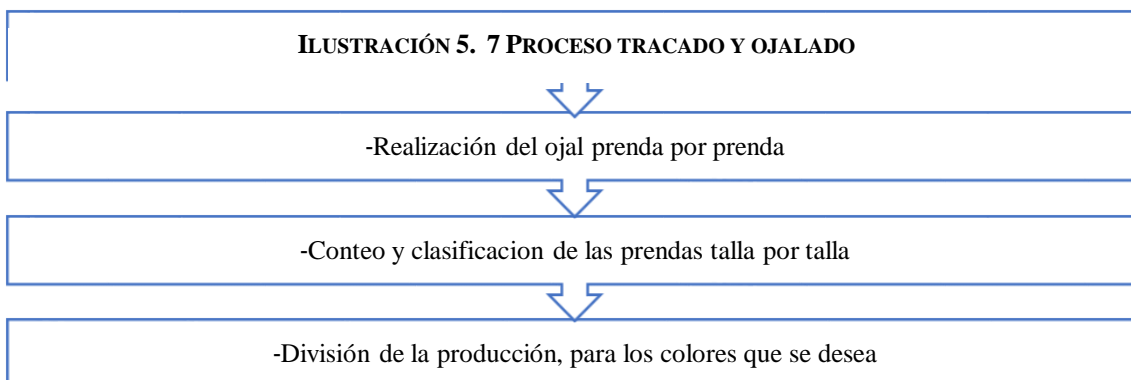 ILUSTRACIÓN 5. 7 PROCESO TRACADO Y OJALADO
-Realización del ojal prenda por prenda
-Conteo y clasificacion de las prendas talla por talla
-División de la producción, para los colores que se desea